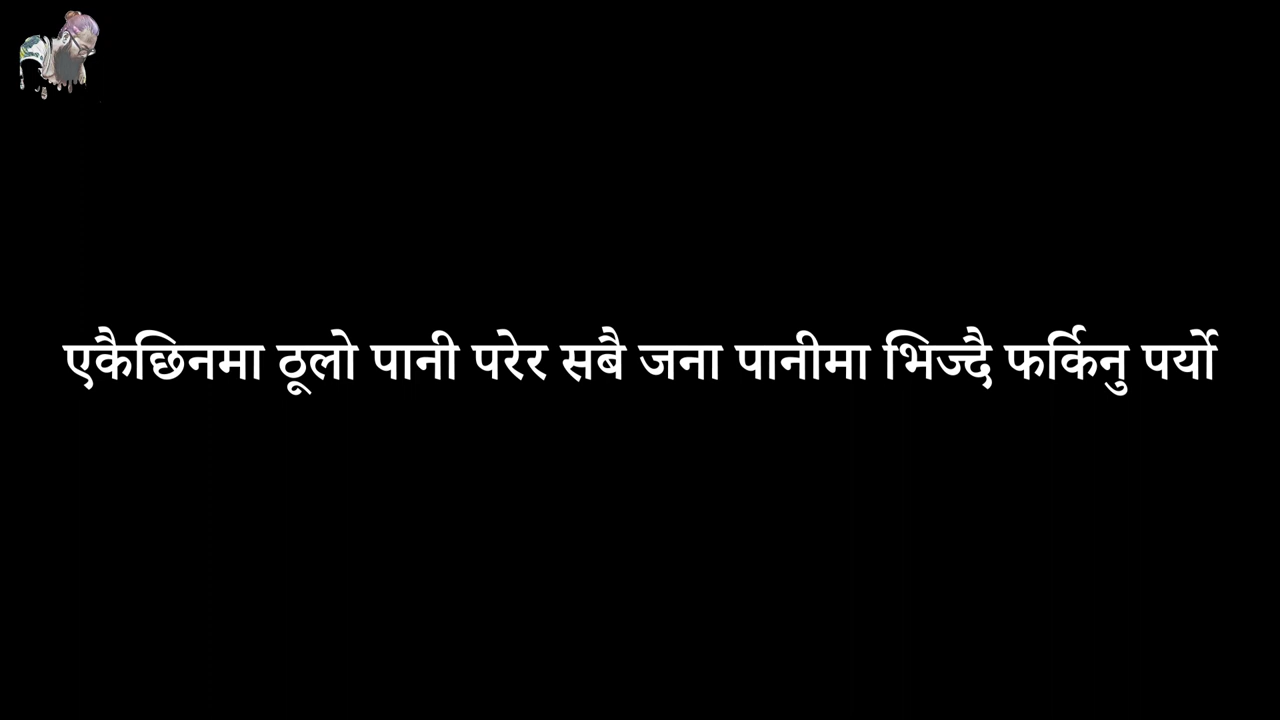 एकैछिनमा ठूलो पानी परेर सबै जना पानीमा भिज्दै फर्किनु पर्यो